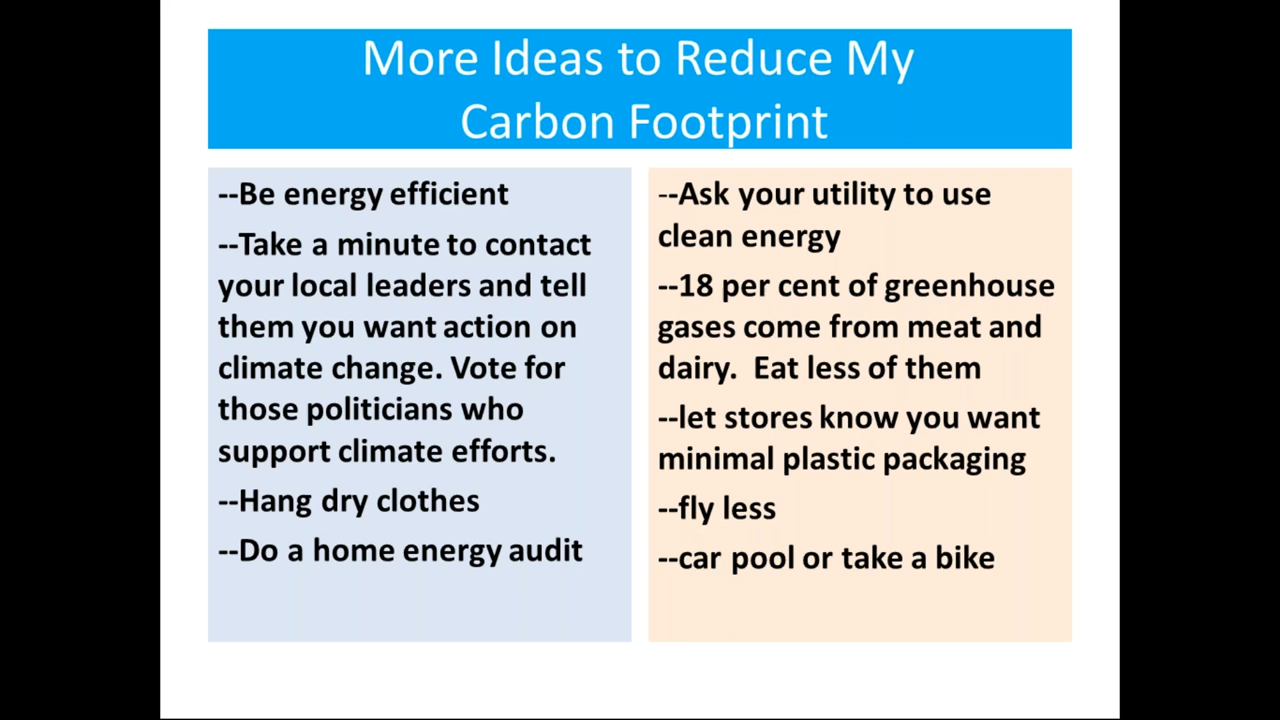 More Ideas to Reduce My
Carbon Footprint
--Be energy efficient
--Take a minute to contact
your local leaders and tell
them you want action on
climate change. Vote for
those politicians who
support climate efforts.
--Hang dry clothes
--Do a home energy audit
--Ask your utility to use
clean energy
--18 per cent of greenhouse
gases come from meat and
dairy.  Eat less of them
--let stores know you want
minimal plastic packaging
--fly less
--car pool or take a bike